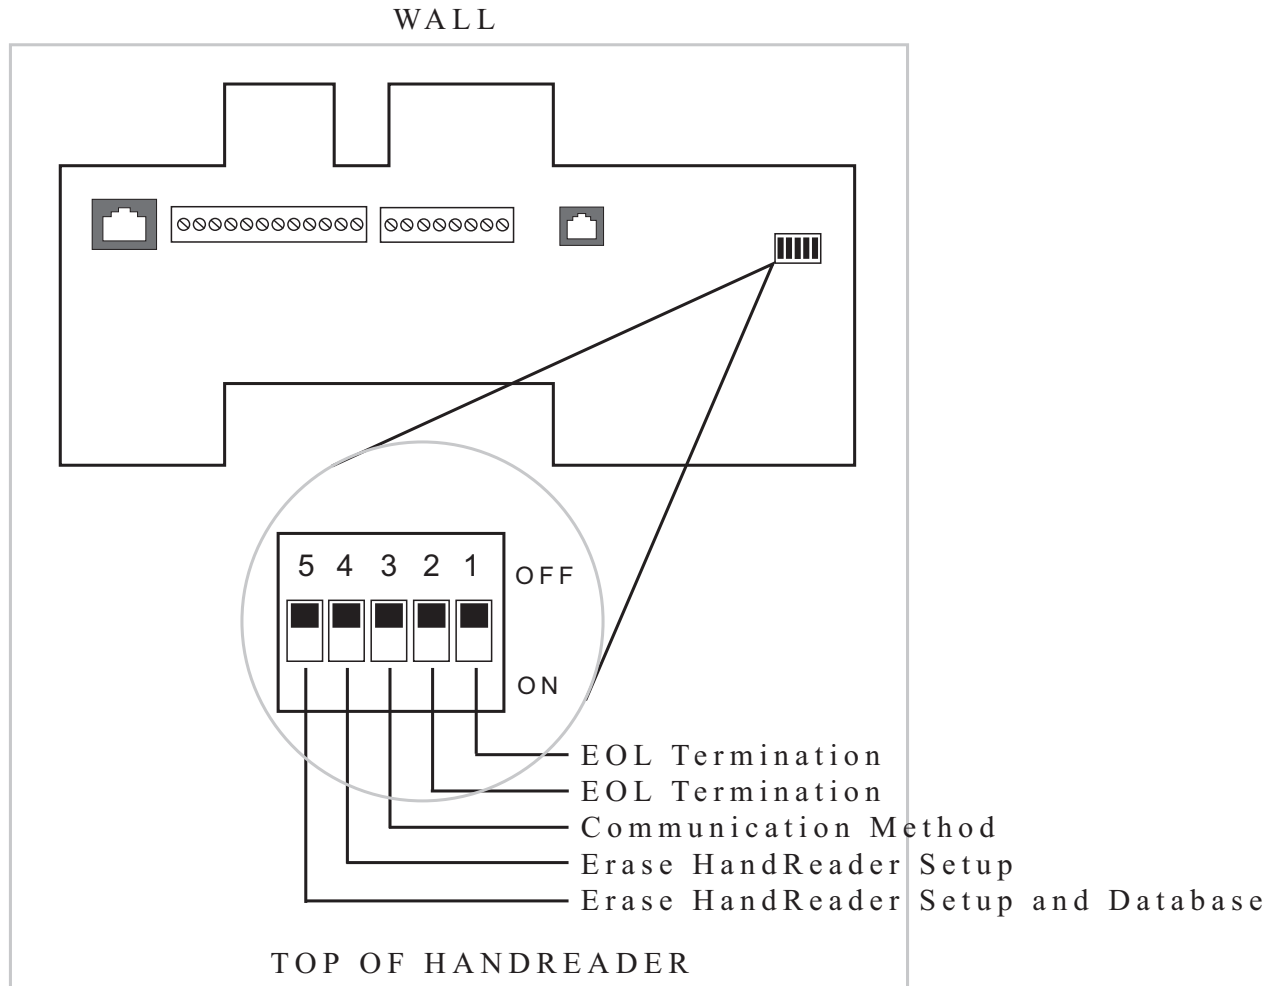 WALL
5 4 3 2 1
OFF
ON
EOL Termination
EOL Termination
Communication Method
Erase HandReader Setup
Erase HandReader Setup and Database
TOP OF HANDREADER